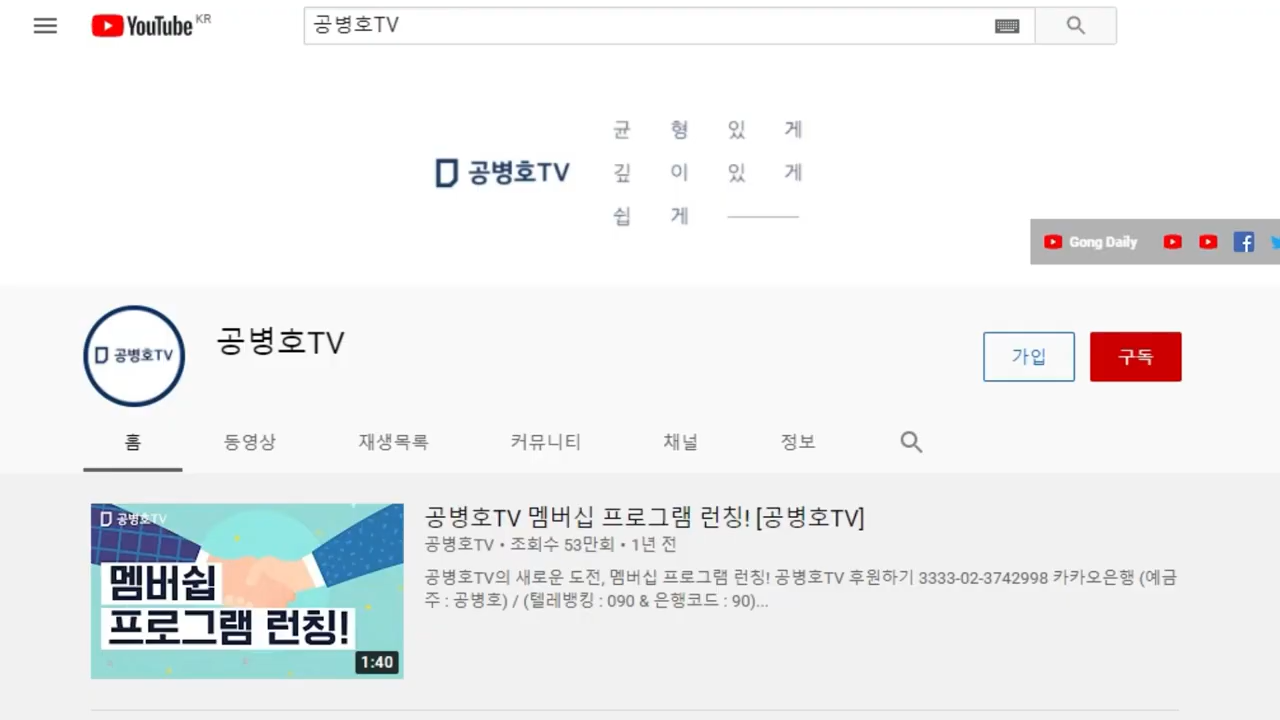 YouTube KR
공병호TV
균 형 있 게
공병호TV 깊 이 있 게
쉽 게
Gong Daily
공병호TV
공병호TV
가입
구독
홈 동영상 재생목록 커뮤니티 채널 정보
공병호TV
멤버쉽
프로그램 런칭!
1:40
공병호TV 멤버십 프로그램 런칭! [공병호TV]
공병호TV • 조회수 53만회 • 1년 전
공병호TV의 새로운 도전, 멤버십 프로그램 런칭! 공병호TV 후원하기 3333-02-3742998 카카오은행 (예금
주 : 공병호) / (텔레뱅킹 : 090 & 은행코드 : 90)...